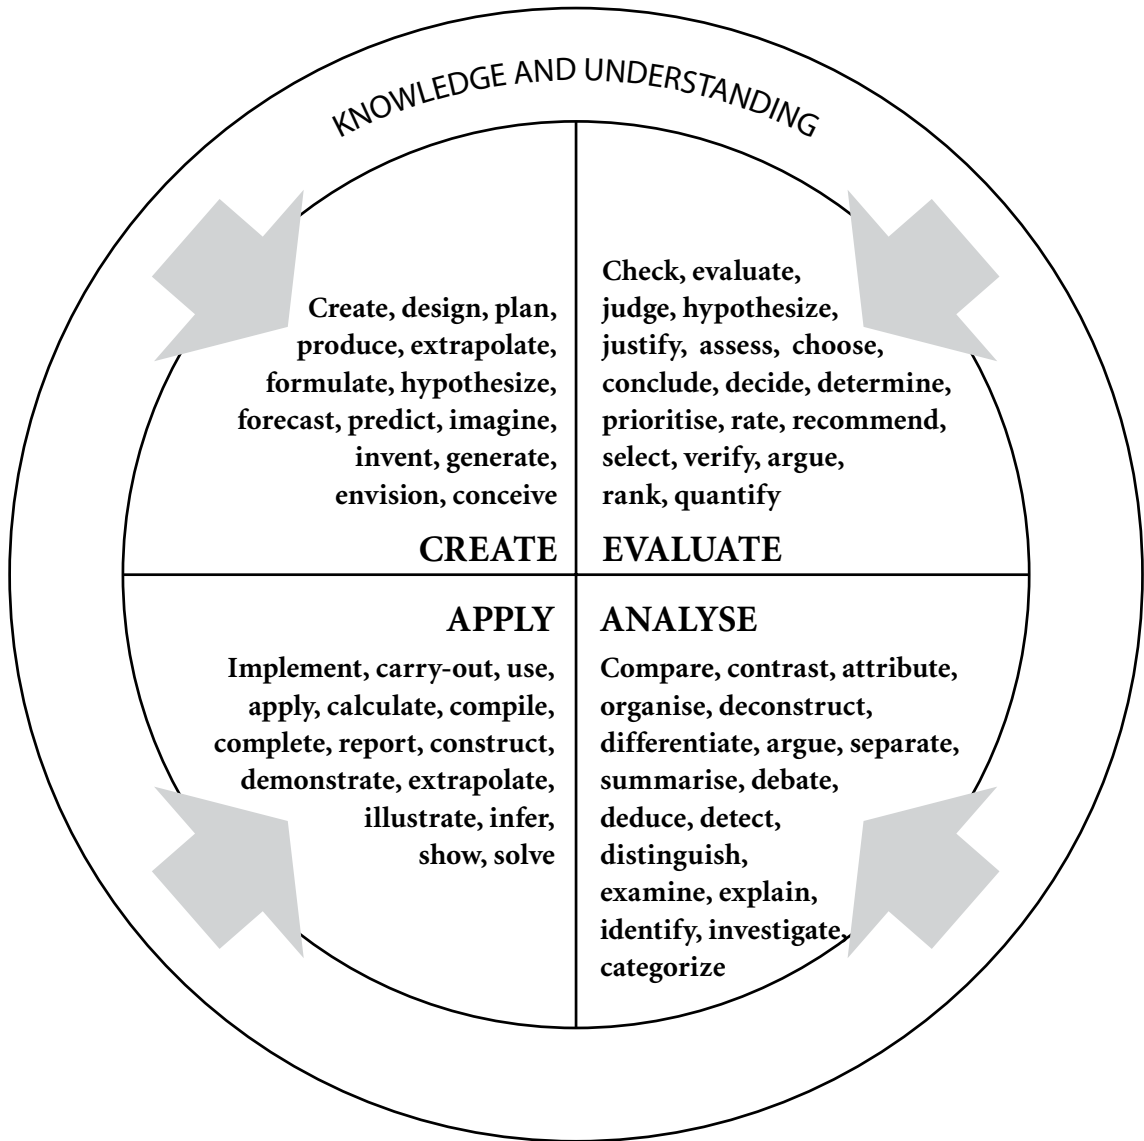 KNOWLEDGE AND UNDERSTANDING
Create, design, plan,
produce, extrapolate,
formulate, hypothesize,
forecast, predict, imagine,
invent, generate,
envision, conceive
CREATE
Check, evaluate,
judge, hypothesize,
justify, assess, choose,
conclude, decide, determine,
prioritise, rate, recommend,
select, verify, argue,
rank, quantify
EVALUATE
APPLY
Implement, carry-out, use,
apply, calculate, compile,
complete, report, construct,
demonstrate, extrapolate,
illustrate, infer,
show, solve
ANALYSE
Compare, contrast, attribute,
organise, deconstruct,
differentiate, argue, separate,
summarise, debate,
deduce, detect,
distinguish,
examine, explain,
identify, investigate,
categorize